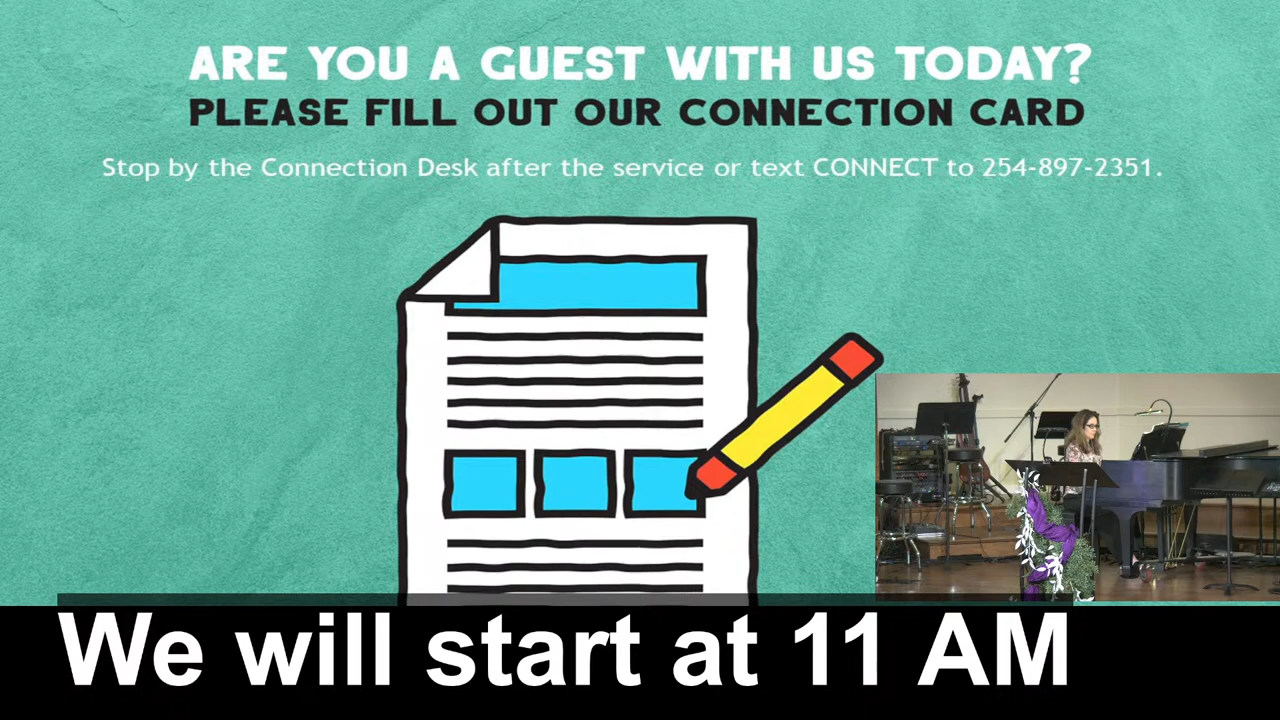 ARE YOU A GUEST WITH US TODAY?
PLEASE FILL OUT OUR CONNECTION CARD
Stop by the Connection Desk after the service or text CONNECT to 254-897-2351.
We will start at 11 AM